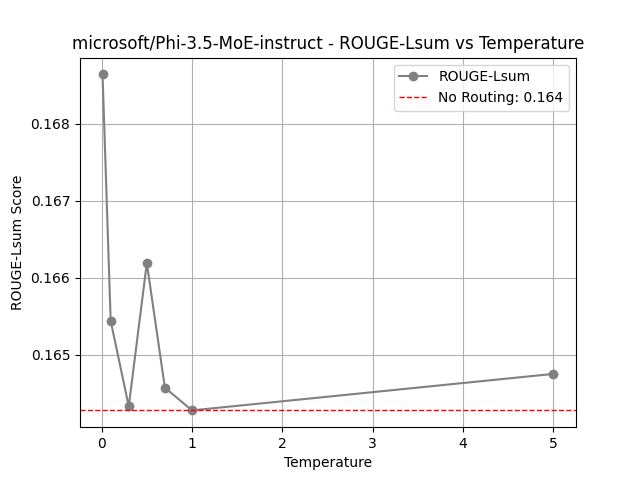 microsoft/Phi-3.5-MoE-instruct - ROUGE-Lsum vs Temperature
ROUGE-Lsum
No Routing: 0.164
ROUGE-Lsum Score
0.168
0.167
0.166
0.165
0 1 2 3 4 5
Temperature